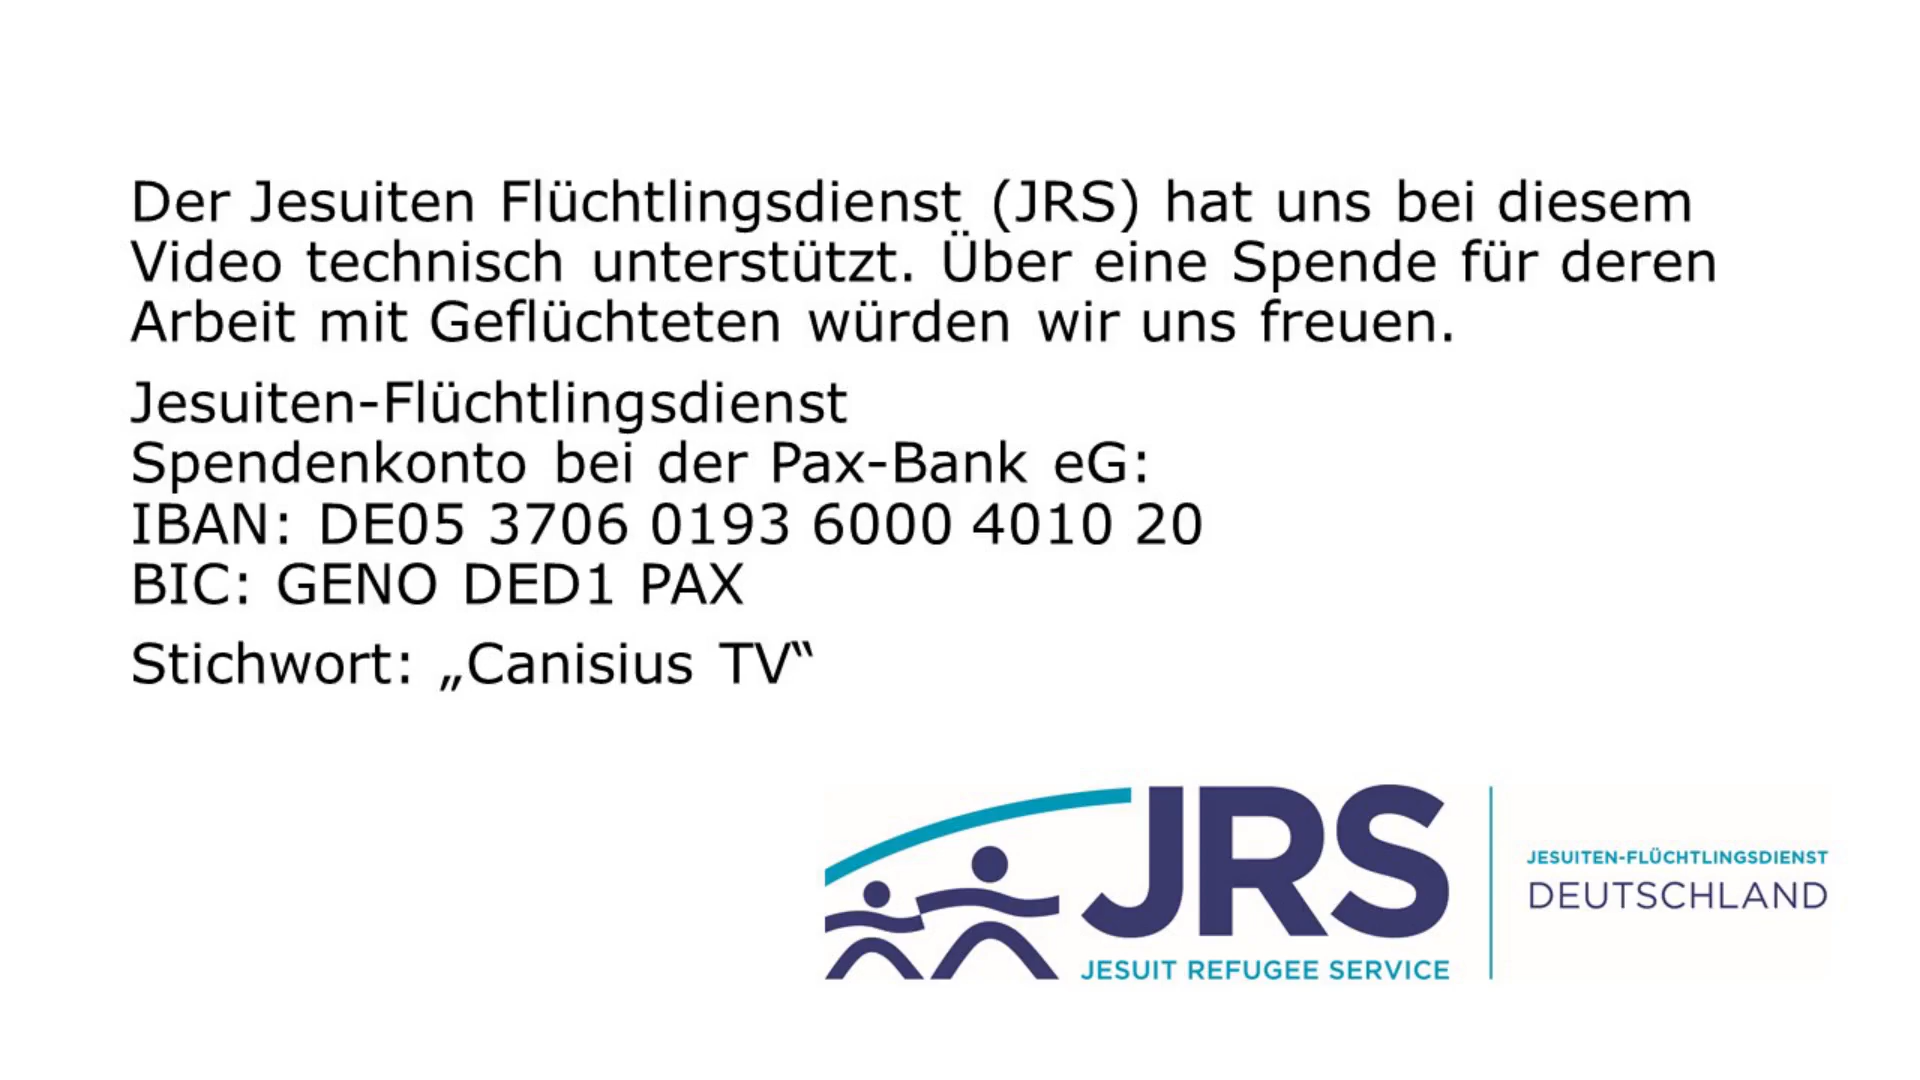 Der Jesuiten Flüchtlingsdienst (JRS) hat uns bei diesem
Video technisch unterstützt. Über eine Spende für deren
Arbeit mit Geflüchteten würden wir uns freuen.
Jesuiten-Flüchtlingsdienst
Spendenkonto bei der Pax-Bank eG:
IBAN: DE05 3706 0193 6000 4010 20
BIC: GENO DED1 PAX
Stichwort: „Canisius TV“
JRS
JESUIT REFUGEE SERVICE
JESUITEN-FLÜCHTLINGSDIENST
DEUTSCHLAND